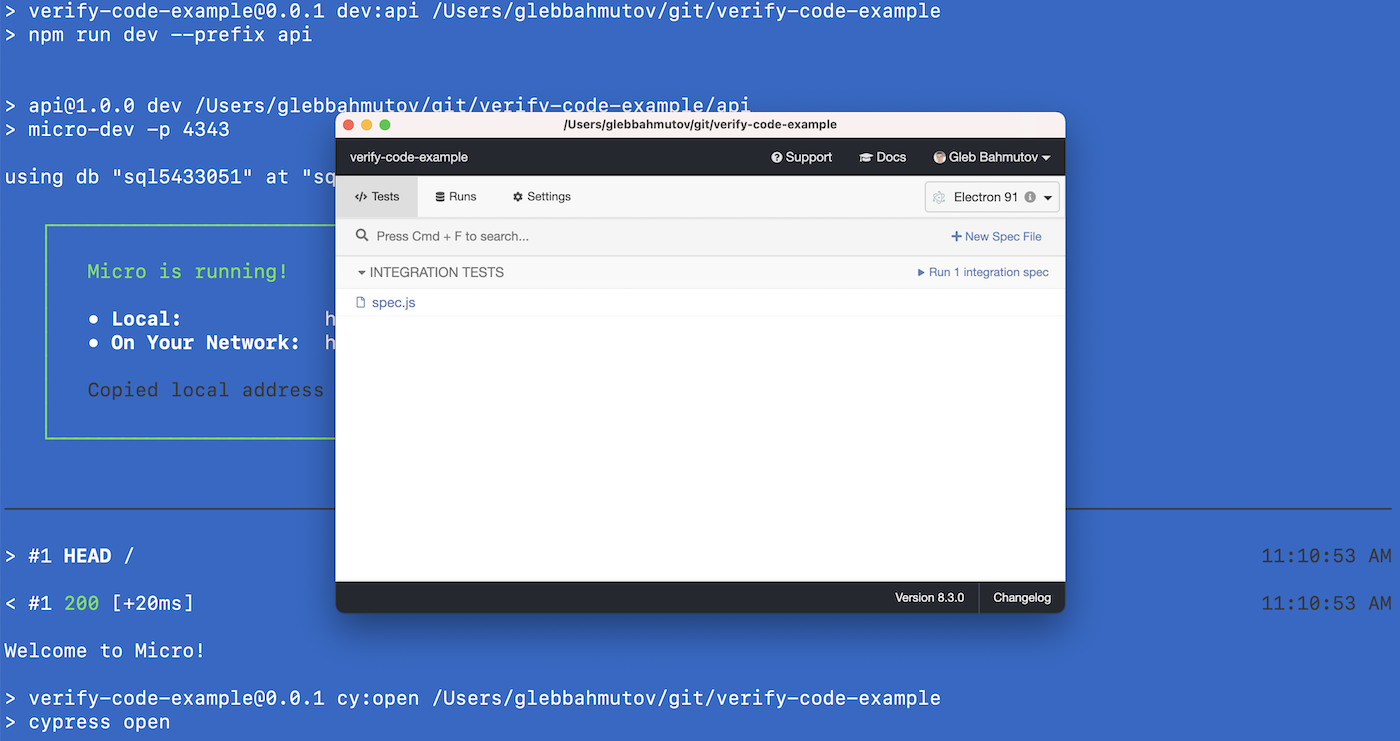 > verify-code-example@0.0.1 dev:api /Users/glebbahmutov/git/verify-code-example
> npm run dev --prefix api
> api@1.0.0 dev /Users/glebbahmutov/git/verify-code-example/api
> micro-dev -p 4343
using db "sql5433051" at "sq
Micro is running!
• Local: h
• On Your Network: h
Copied local address
/Users/glebbahmutov/git/verify-code-example
verify-code-example Support Docs Gleb Bahmutov
Tests Runs Settings Electron 91
Press Cmd + F to search... + New Spec File
INTEGRATION TESTS Run 1 integration spec
spec.js
Version 8.3.0 Changelog
> #1 HEAD / 11:10:53 AM
< #1 200 [+20ms] 11:10:53 AM
Welcome to Micro!
> verify-code-example@0.0.1 cy:open /Users/glebbahmutov/git/verify-code-example
> cypress open